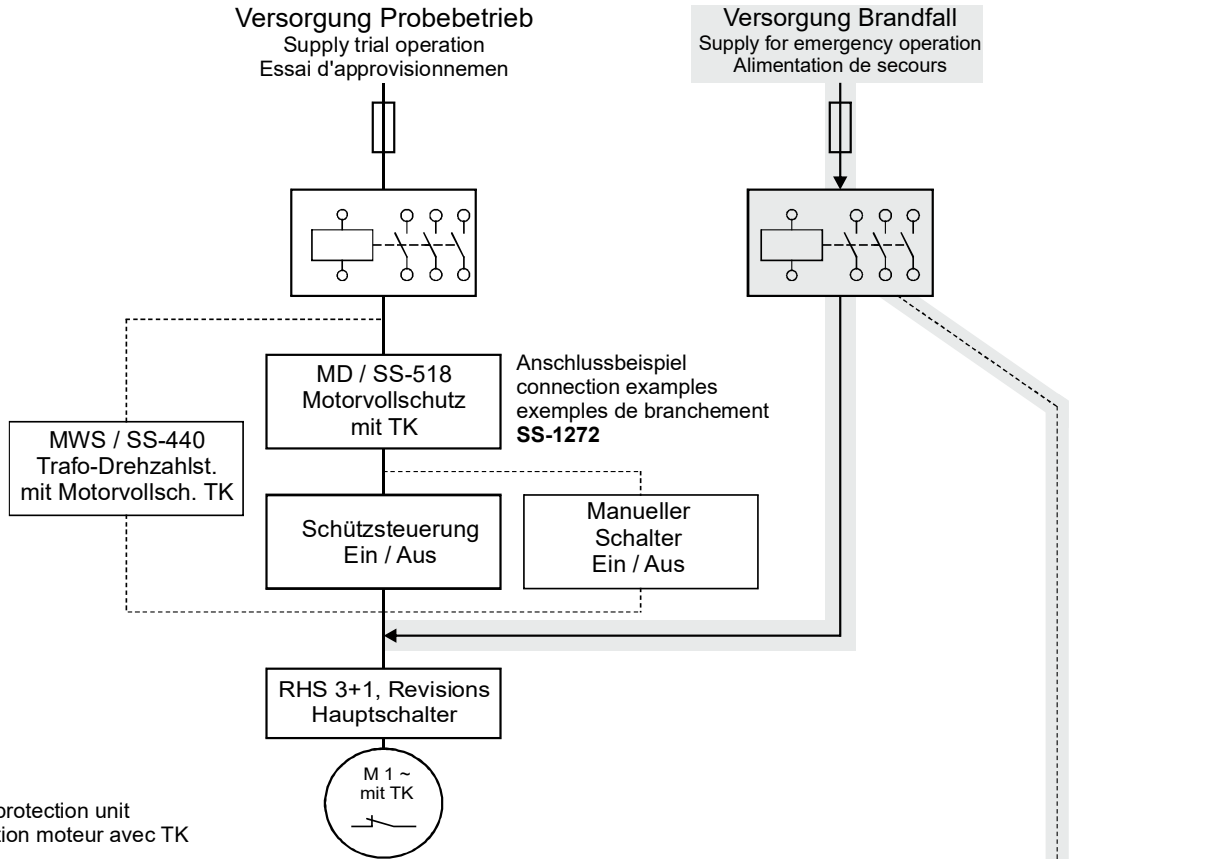 Versorgung Probebetrieb
Supply trial operation
Essai d'approvisionnemen
Versorgung Brandfall
Supply for emergency operation
Alimentation de secours
MD / SS-518
Motorvollschutz
mit TK
Anschlussbeispiel
connection examples
exemples de branchement
SS-1272
MWS / SS-440
Trafo-Drehzahlst.
mit Motorvollsch. TK
Schützsteuerung
Ein / Aus
Manueller
Schalter
Ein / Aus
RHS 3+1, Revisions
Hauptschalter
M 1 ~
mit TK
protection unit
tion moteur avec TK